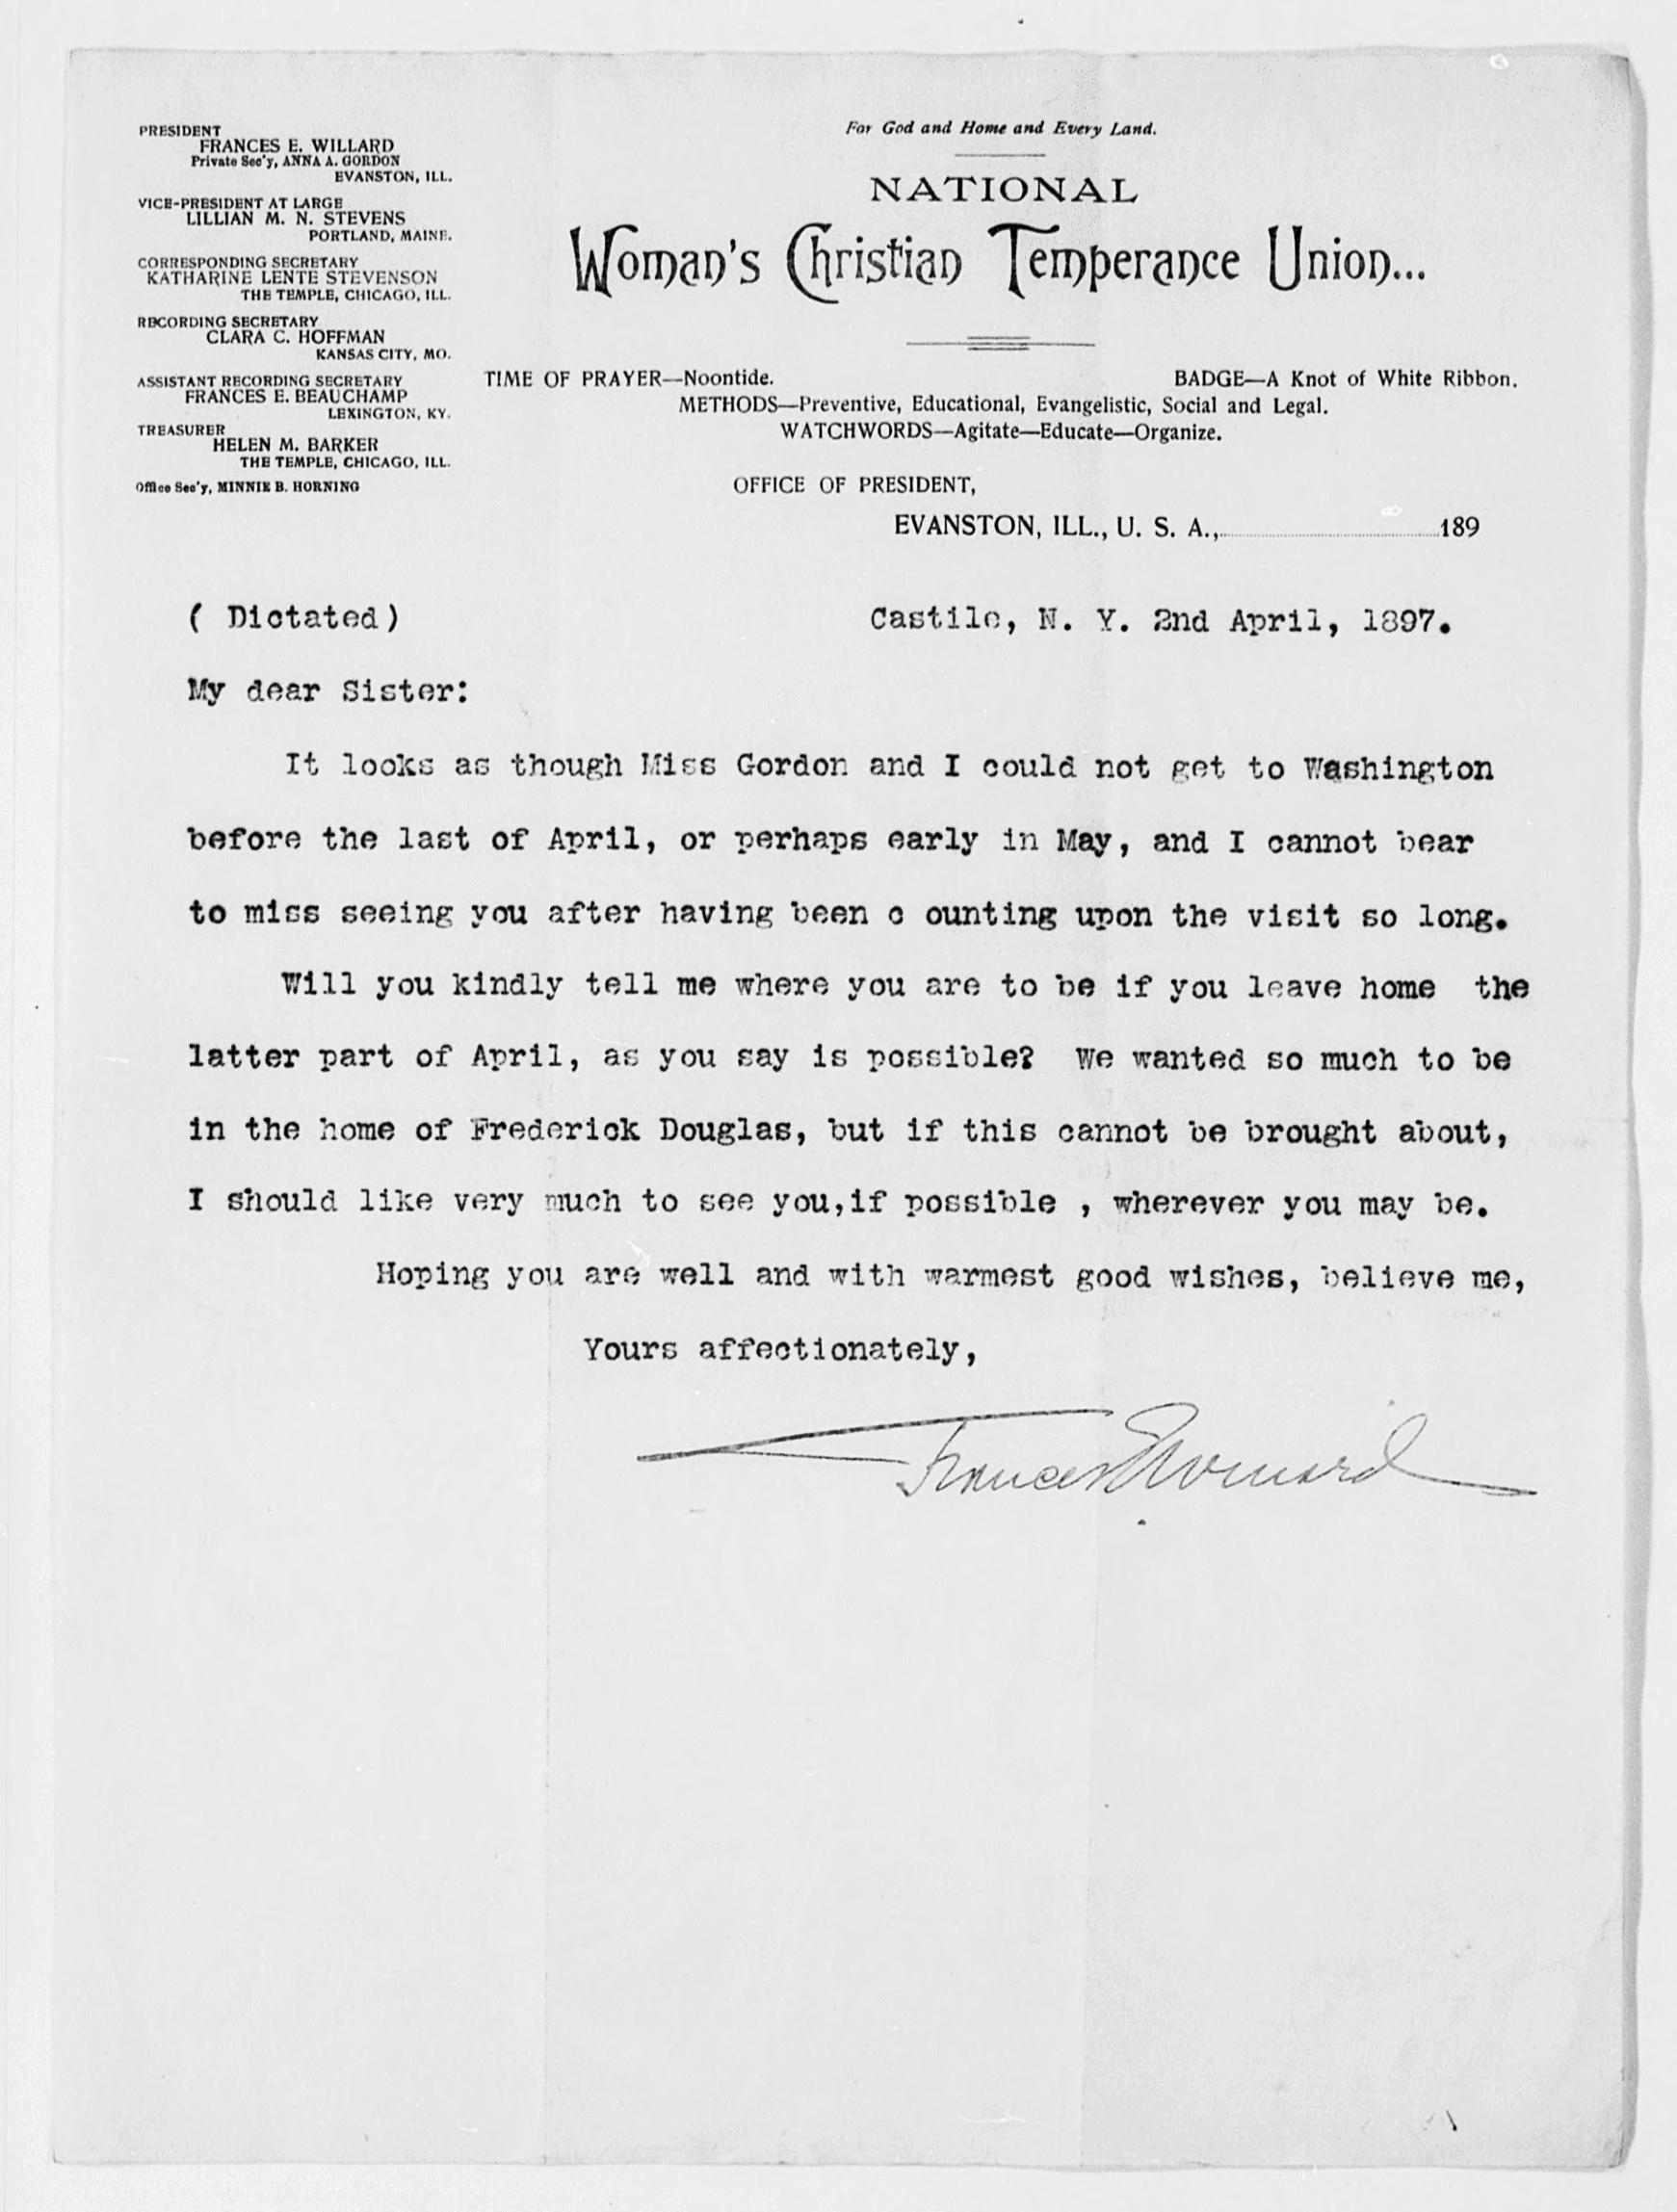 PRESIDENT
FRANCES E. WILLARD
Private Sec'y, ANNA A. GORDON
EVANSTON, ILL.
VICE-PRESIDENT AT LARGE
LILLIAN M. N. STEVENS
PORTLAND, MAINE.
CORRESPONDING SECRETARY
KATHARINE LENTE STEVENSON
THE TEMPLE, CHICAGO, ILL.
RECORDING SECRETARY
CLARA C. HOFFMAN
KANSAS CITY, MO.
ASSISTANT RECORDING SECRETARY
FRANCES E. BEAUCHAMP
LEXINGTON, KY.
TREASURER
HELEN M. BARKER
THE TEMPLE, CHICAGO, ILL.
Office Sec'y, MINNIE B. HORNING
For God and Home and Every Land.
NATIONAL
Woman's Christian Temperance Union...
TIME OF PRAYER—Noontide. BADGE—A Knot of White Ribbon.
METHODS—Preventive, Educational, Evangelistic, Social and Legal.
WATCHWORDS—Agitate—Educate—Organize.
OFFICE OF PRESIDENT,
EVANSTON, ILL., U. S. A.,..............................189
( Dictated) Castile, N. Y. 2nd April, 1897.
My dear Sister:
It looks as though Miss Gordon and I could not get to Washington
before the last of April, or perhaps early in May, and I cannot bear
to miss seeing you after having been c ounting upon the visit so long.
Will you kindly tell me where you are to be if you leave home the
latter part of April, as you say is possible? We wanted so much to be
in the home of Frederick Douglas, but if this cannot be brought about,
I should like very much to see you,if possible , wherever you may be.
Hoping you are well and with warmest good wishes, believe me,
Yours affectionately,
Frances E Willard